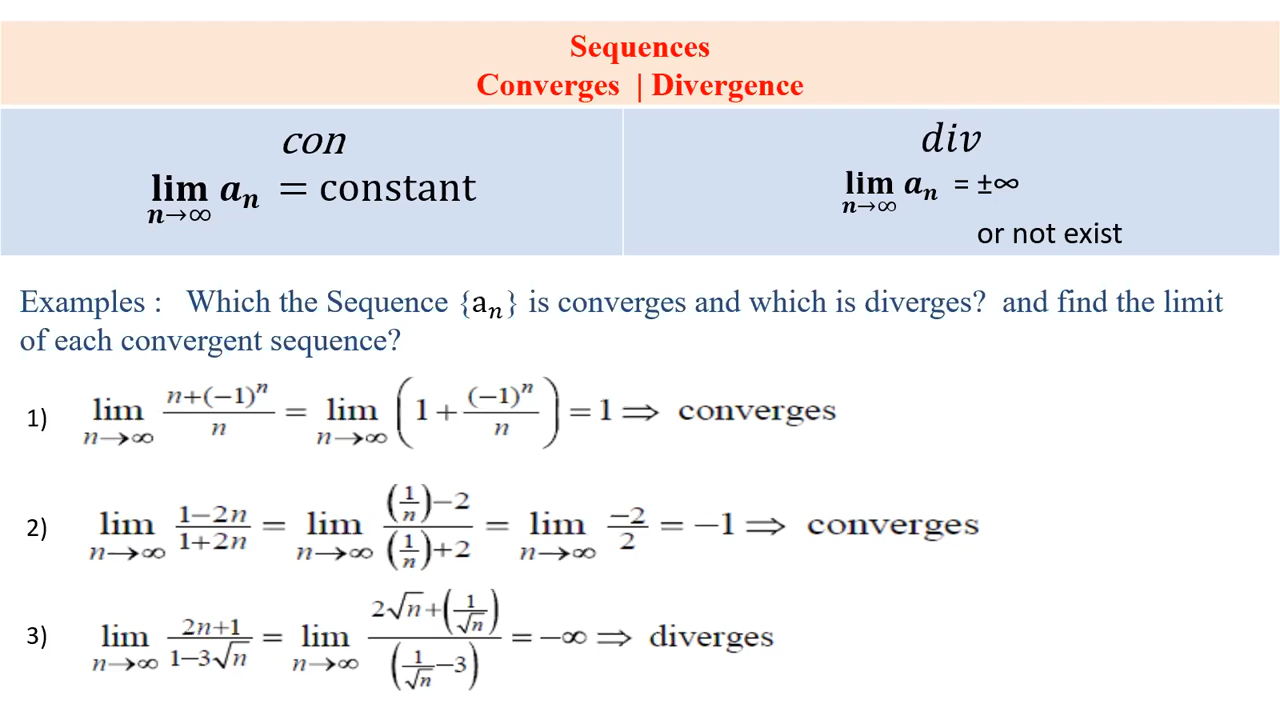 Sequences
Converges | Divergence
con
lim n→∞ aₙ = constant
div
lim n→∞ aₙ = ±∞
or not exist
Examples : Which the Sequence {aₙ} is converges and which is diverges? and find the limit
of each convergent sequence?
1) lim n→∞ (n+(−1)ⁿ)/n = lim n→∞ (1 + (−1)ⁿ/n) = 1 ⟹ converges
2) lim n→∞ (1−2n)/(1+2n) = lim n→∞ ((1/n)−2)/((1/n)+2) = lim n→∞ −2/2 = −1 ⟹ converges
3) lim n→∞ (2n+1)/(1−3√n) = lim n→∞ (2√n+(1/√n))/(1/√n −3) = −∞ ⟹ diverges